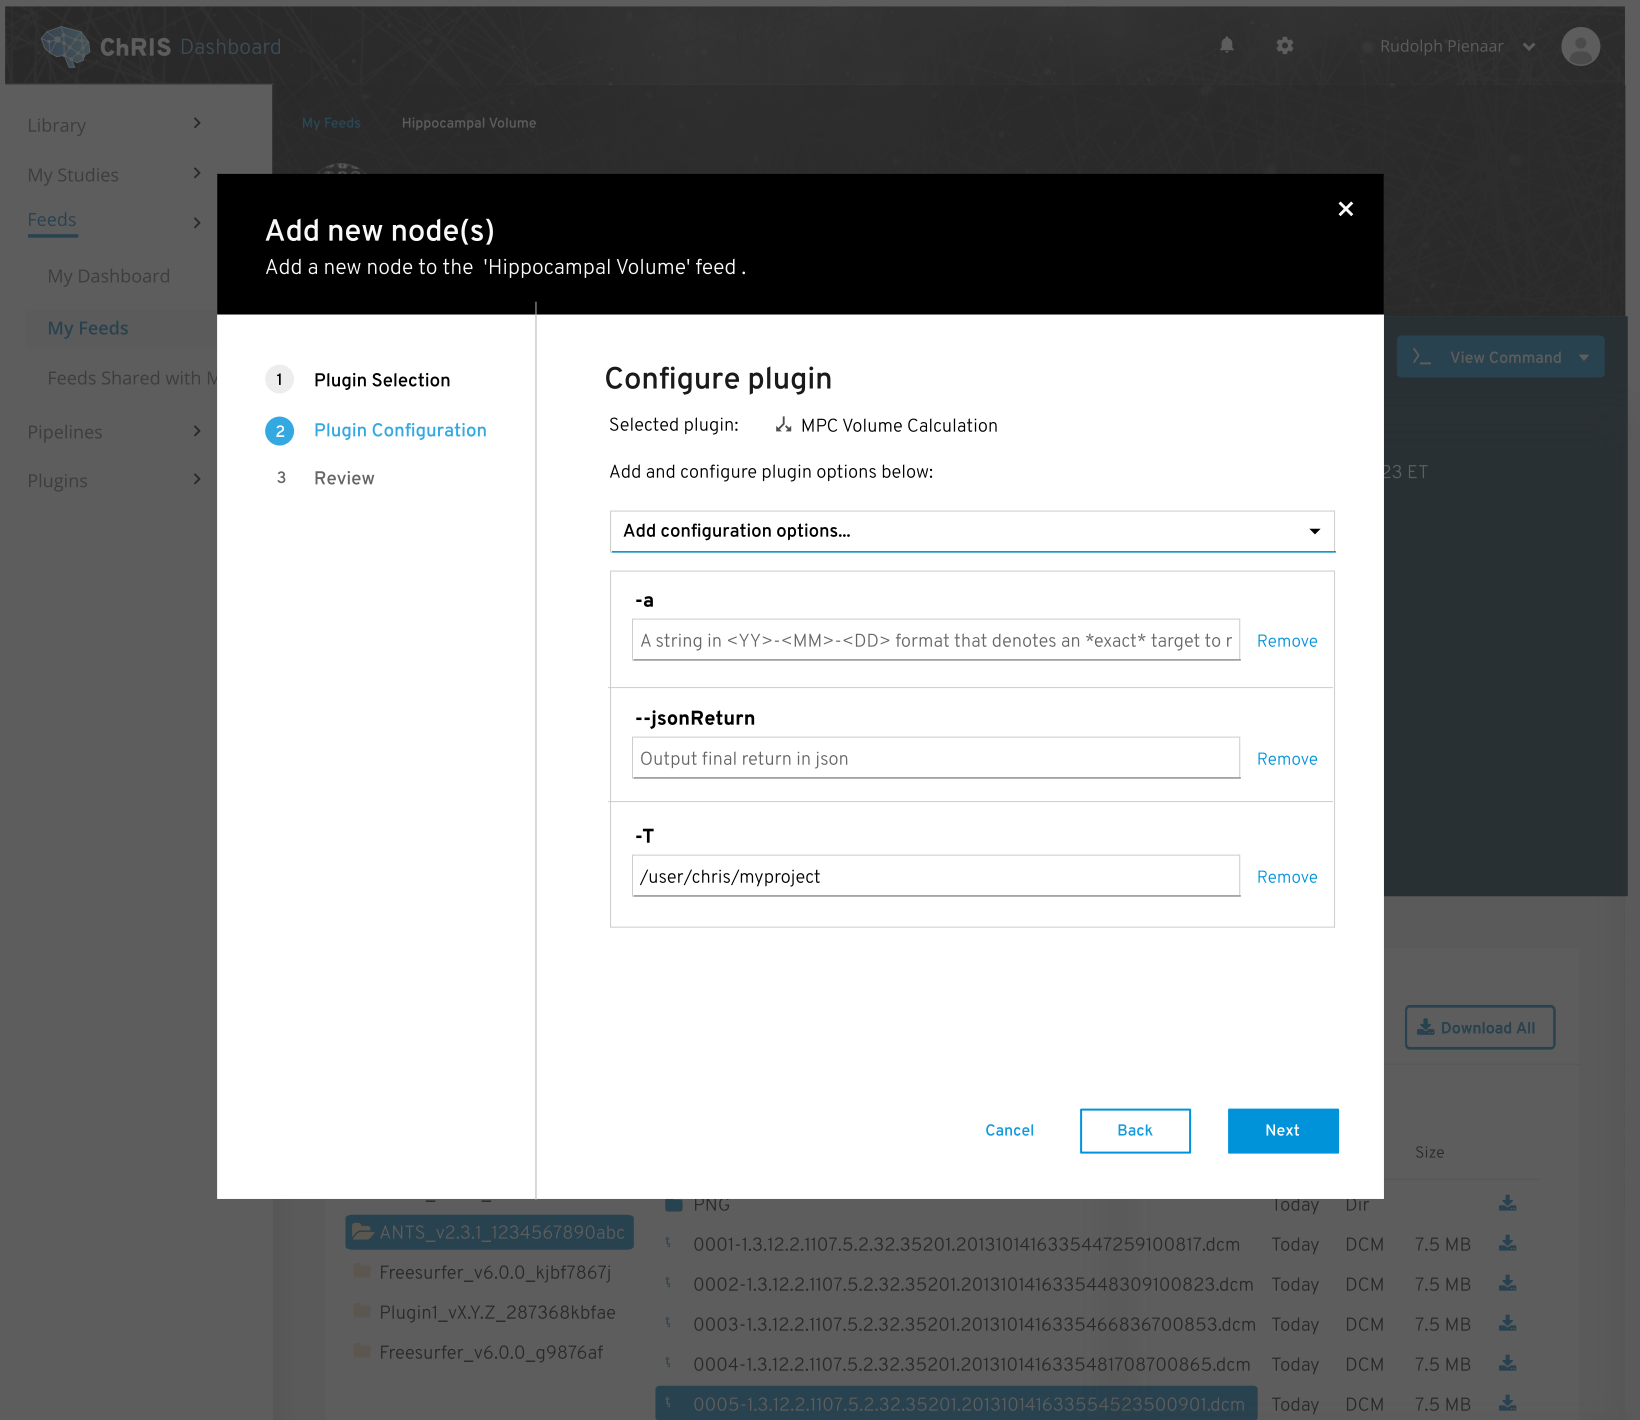 ChRIS Dashboard
Rudolph Pienaar
Library
My Studies
Feeds
My Dashboard
My Feeds
Feeds Shared with
Pipelines
Plugins
My Feeds Hippocampal Volume
Add new node(s)
Add a new node to the 'Hippocampal Volume' feed .
1 Plugin Selection
2 Plugin Configuration
3 Review
Configure plugin
Selected plugin: MPC Volume Calculation
Add and configure plugin options below:
Add configuration options...
-a
A string in <YY>-<MM>-<DD> format that denotes an *exact* target to r
Remove
--jsonReturn
Output final return in json
Remove
-T
/user/chris/myproject
Remove
Cancel
Back
Next
>_ View Command
23 ET
Download All
Size
ANTS_v2.3.1_1234567890abc
Freesurfer_v6.0.0_kjbf7867j
Plugin1_vX.Y.Z_287368kbfae
Freesurfer_v6.0.0_g9876af
PNG Today Dir
0001-1.3.12.2.1107.5.2.32.35201.2013101416335447259100817.dcm Today DCM 7.5 MB
0002-1.3.12.2.1107.5.2.32.35201.2013101416335448309100823.dcm Today DCM 7.5 MB
0003-1.3.12.2.1107.5.2.32.35201.2013101416335466836700853.dcm Today DCM 7.5 MB
0004-1.3.12.2.1107.5.2.32.35201.2013101416335481708700865.dcm Today DCM 7.5 MB
0005-1.3.12.2.1107.5.2.32.35201.2013101416335545235009​01.dcm Today DCM 7.5 MB